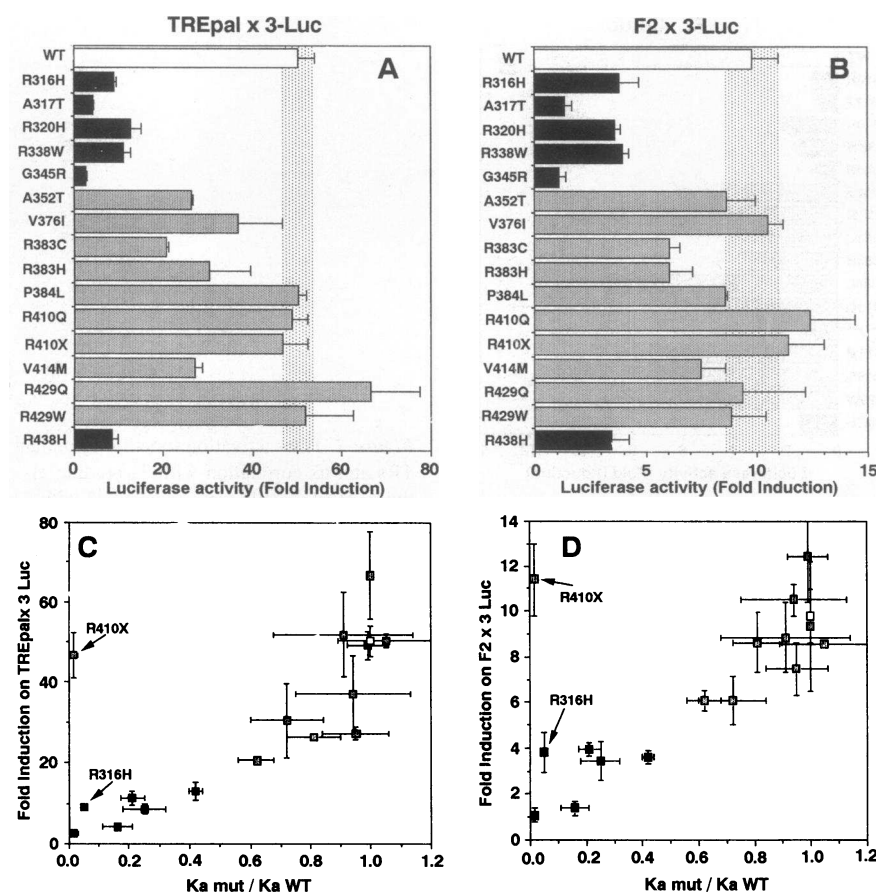 TREpal x 3-Luc
A
WT
R316H
A317T
R320H
R338W
G345R
A352T
V376I
R383C
R383H
P384L
R410Q
R410X
V414M
R429Q
R429W
R438H
0 20 40 60 80
Luciferase activity (Fold Induction)
F2 x 3-Luc
B
WT
R316H
A317T
R320H
R338W
G345R
A352T
V376I
R383C
R383H
P384L
R410Q
R410X
V414M
R429Q
R429W
R438H
0 5 10 15
Luciferase activity (Fold Induction)
C
Fold Induction on TREpalx 3 Luc
80
60
40
20
0
R410X
R316H
0.0 0.2 0.4 0.6 0.8 1.0 1.2
Ka mut / Ka WT
D
Fold Induction on F2 x 3 Luc
14
12
10
8
6
4
2
0
R410X
R316H
0.0 0.2 0.4 0.6 0.8 1.0 1.2
Ka mut / Ka WT